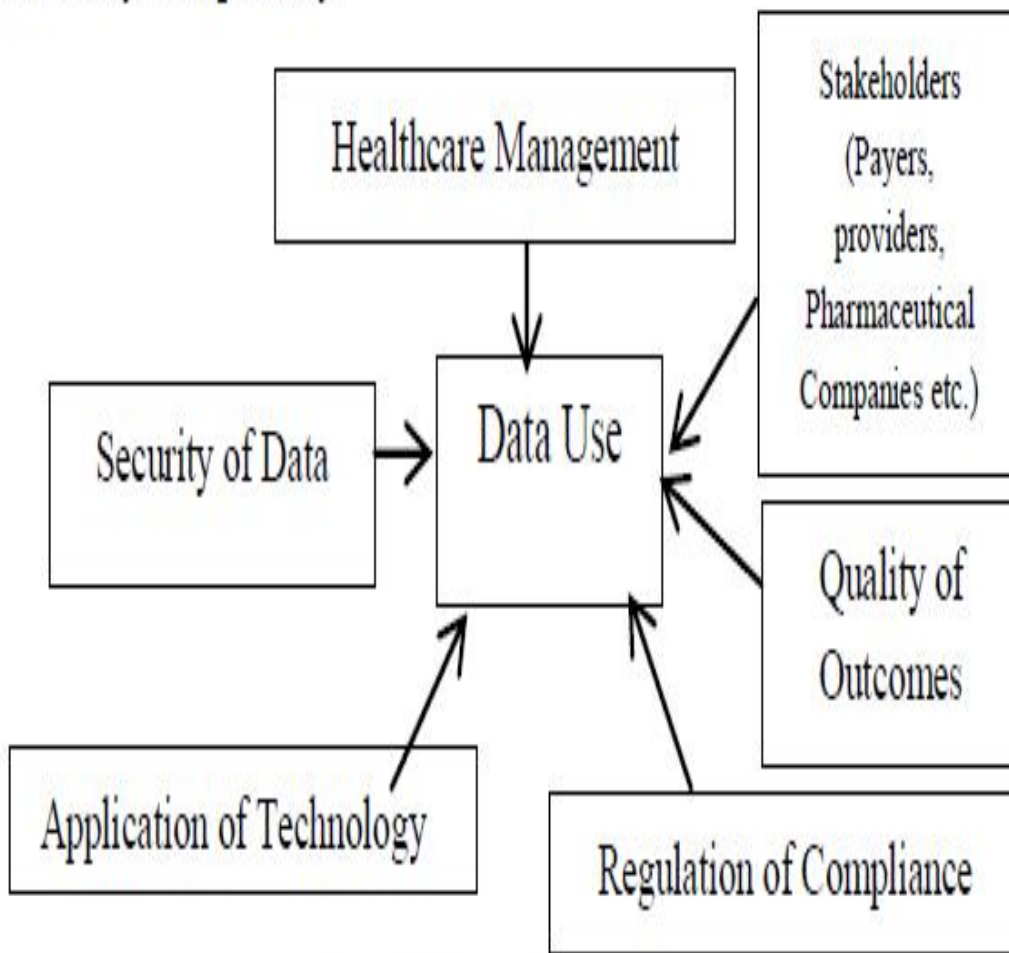 Healthcare Management
Stakeholders
(Payers,
providers,
Pharmaceutical
Companies etc.)
Data Use
Security of Data
Quality of
Outcomes
Application of Technology
Regulation of Compliance